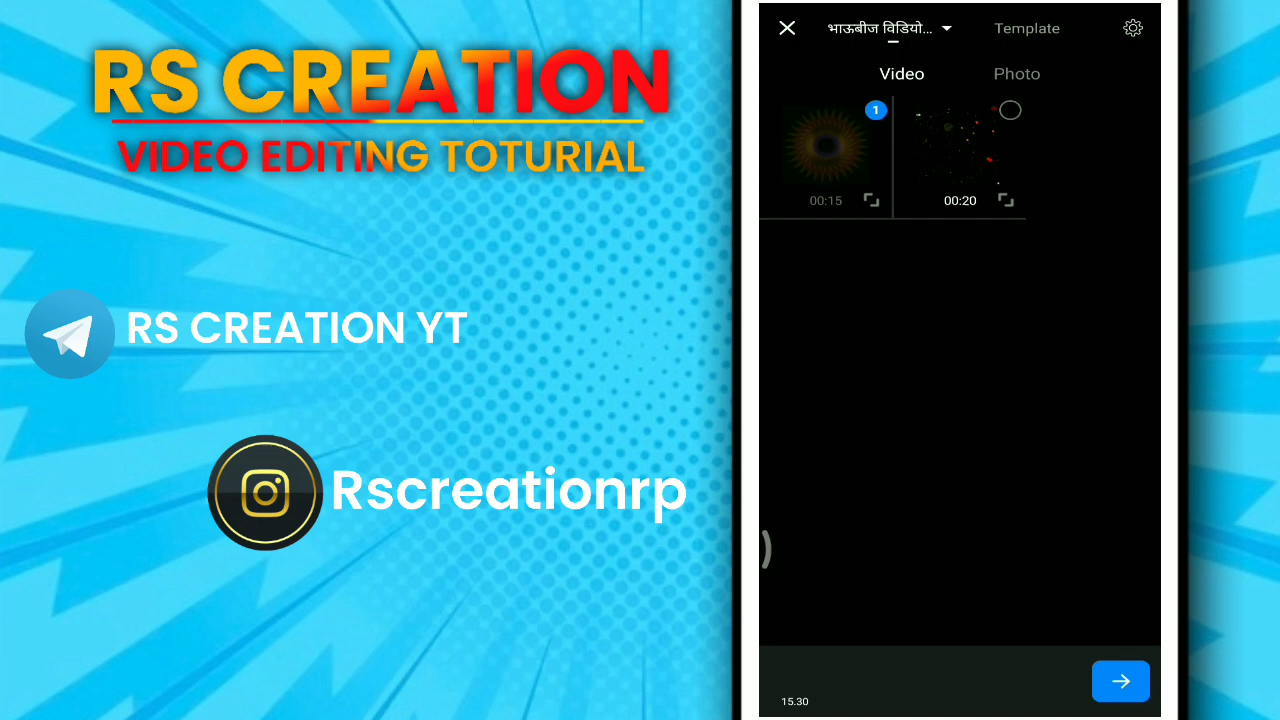 RS CREATION
VIDEO EDITING TOTURIAL
RS CREATION YT
Rscreationrp
भाऊबीज विडियो... Template
Video Photo
1
00:15 00:20
15.30